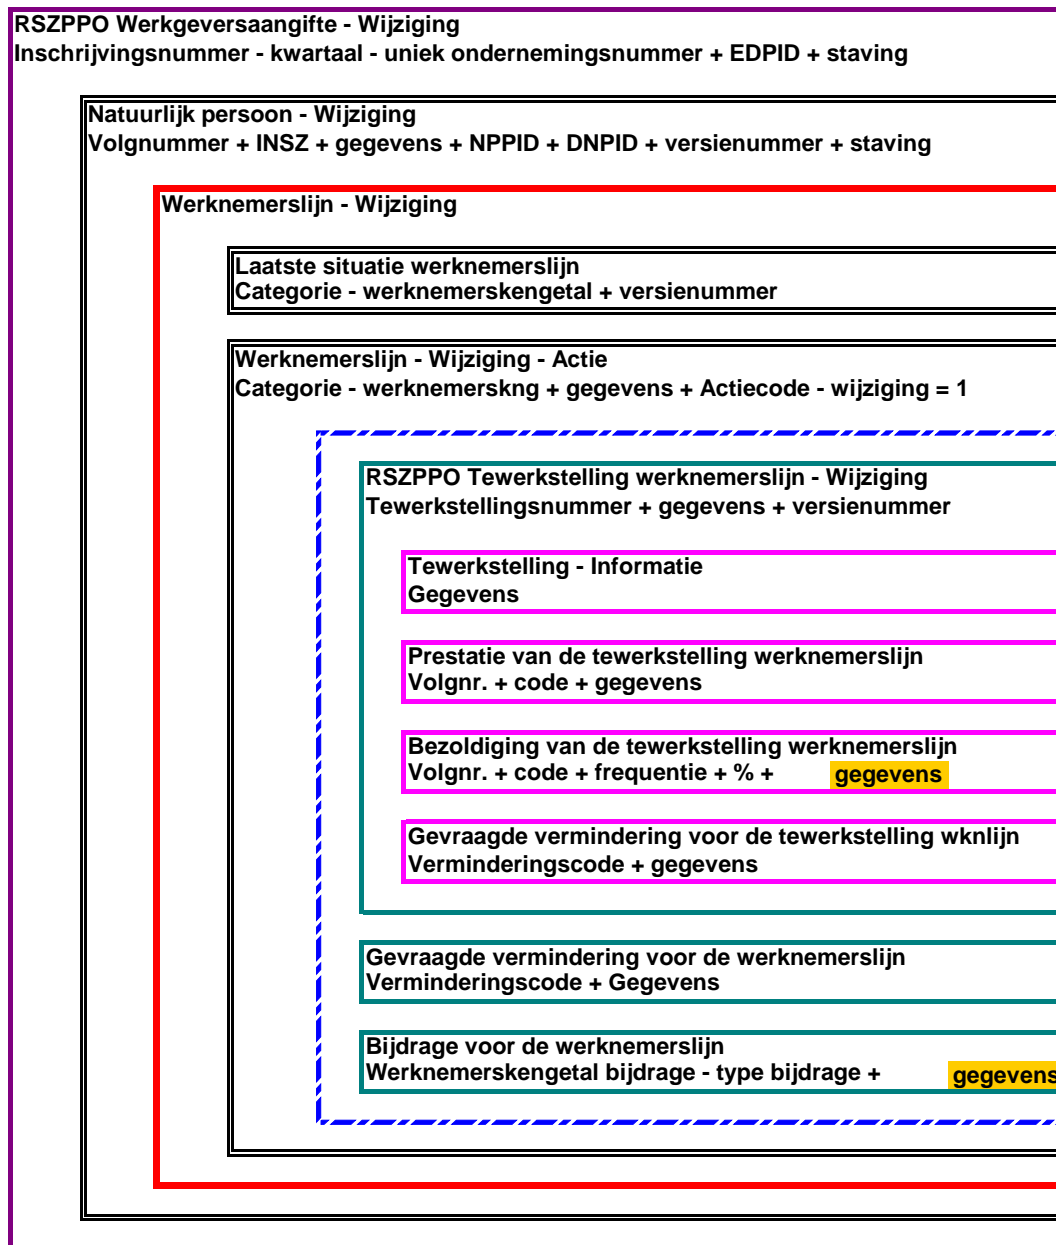 RSZPPO Werkgeversaangifte - Wijziging
Inschrijvingsnummer - kwartaal - uniek ondernemingsnummer + EDPID + staving
Natuurlijk persoon - Wijziging
Volgnummer + INSZ + gegevens + NPPID + DNPID + versienummer + staving
Werknemerslijn - Wijziging
Laatste situatie werknemerslijn
Categorie - werknemerskengetal + versienummer
Werknemerslijn - Wijziging - Actie
Categorie - werknemerskng + gegevens + Actiecode - wijziging = 1
RSZPPO Tewerkstelling werknemerslijn - Wijziging
Tewerkstellingsnummer + gegevens + versienummer
Tewerkstelling - Informatie
Gegevens
Prestatie van de tewerkstelling werknemerslijn
Volgnr. + code + gegevens
Bezoldiging van de tewerkstelling werknemerslijn
Volgnr. + code + frequentie + % + gegevens
Gevraagde vermindering voor de tewerkstelling wknlijn
Verminderingscode + gegevens
Gevraagde vermindering voor de werknemerslijn
Verminderingscode + Gegevens
Bijdrage voor de werknemerslijn
Werknemerskengetal bijdrage - type bijdrage + gegevens